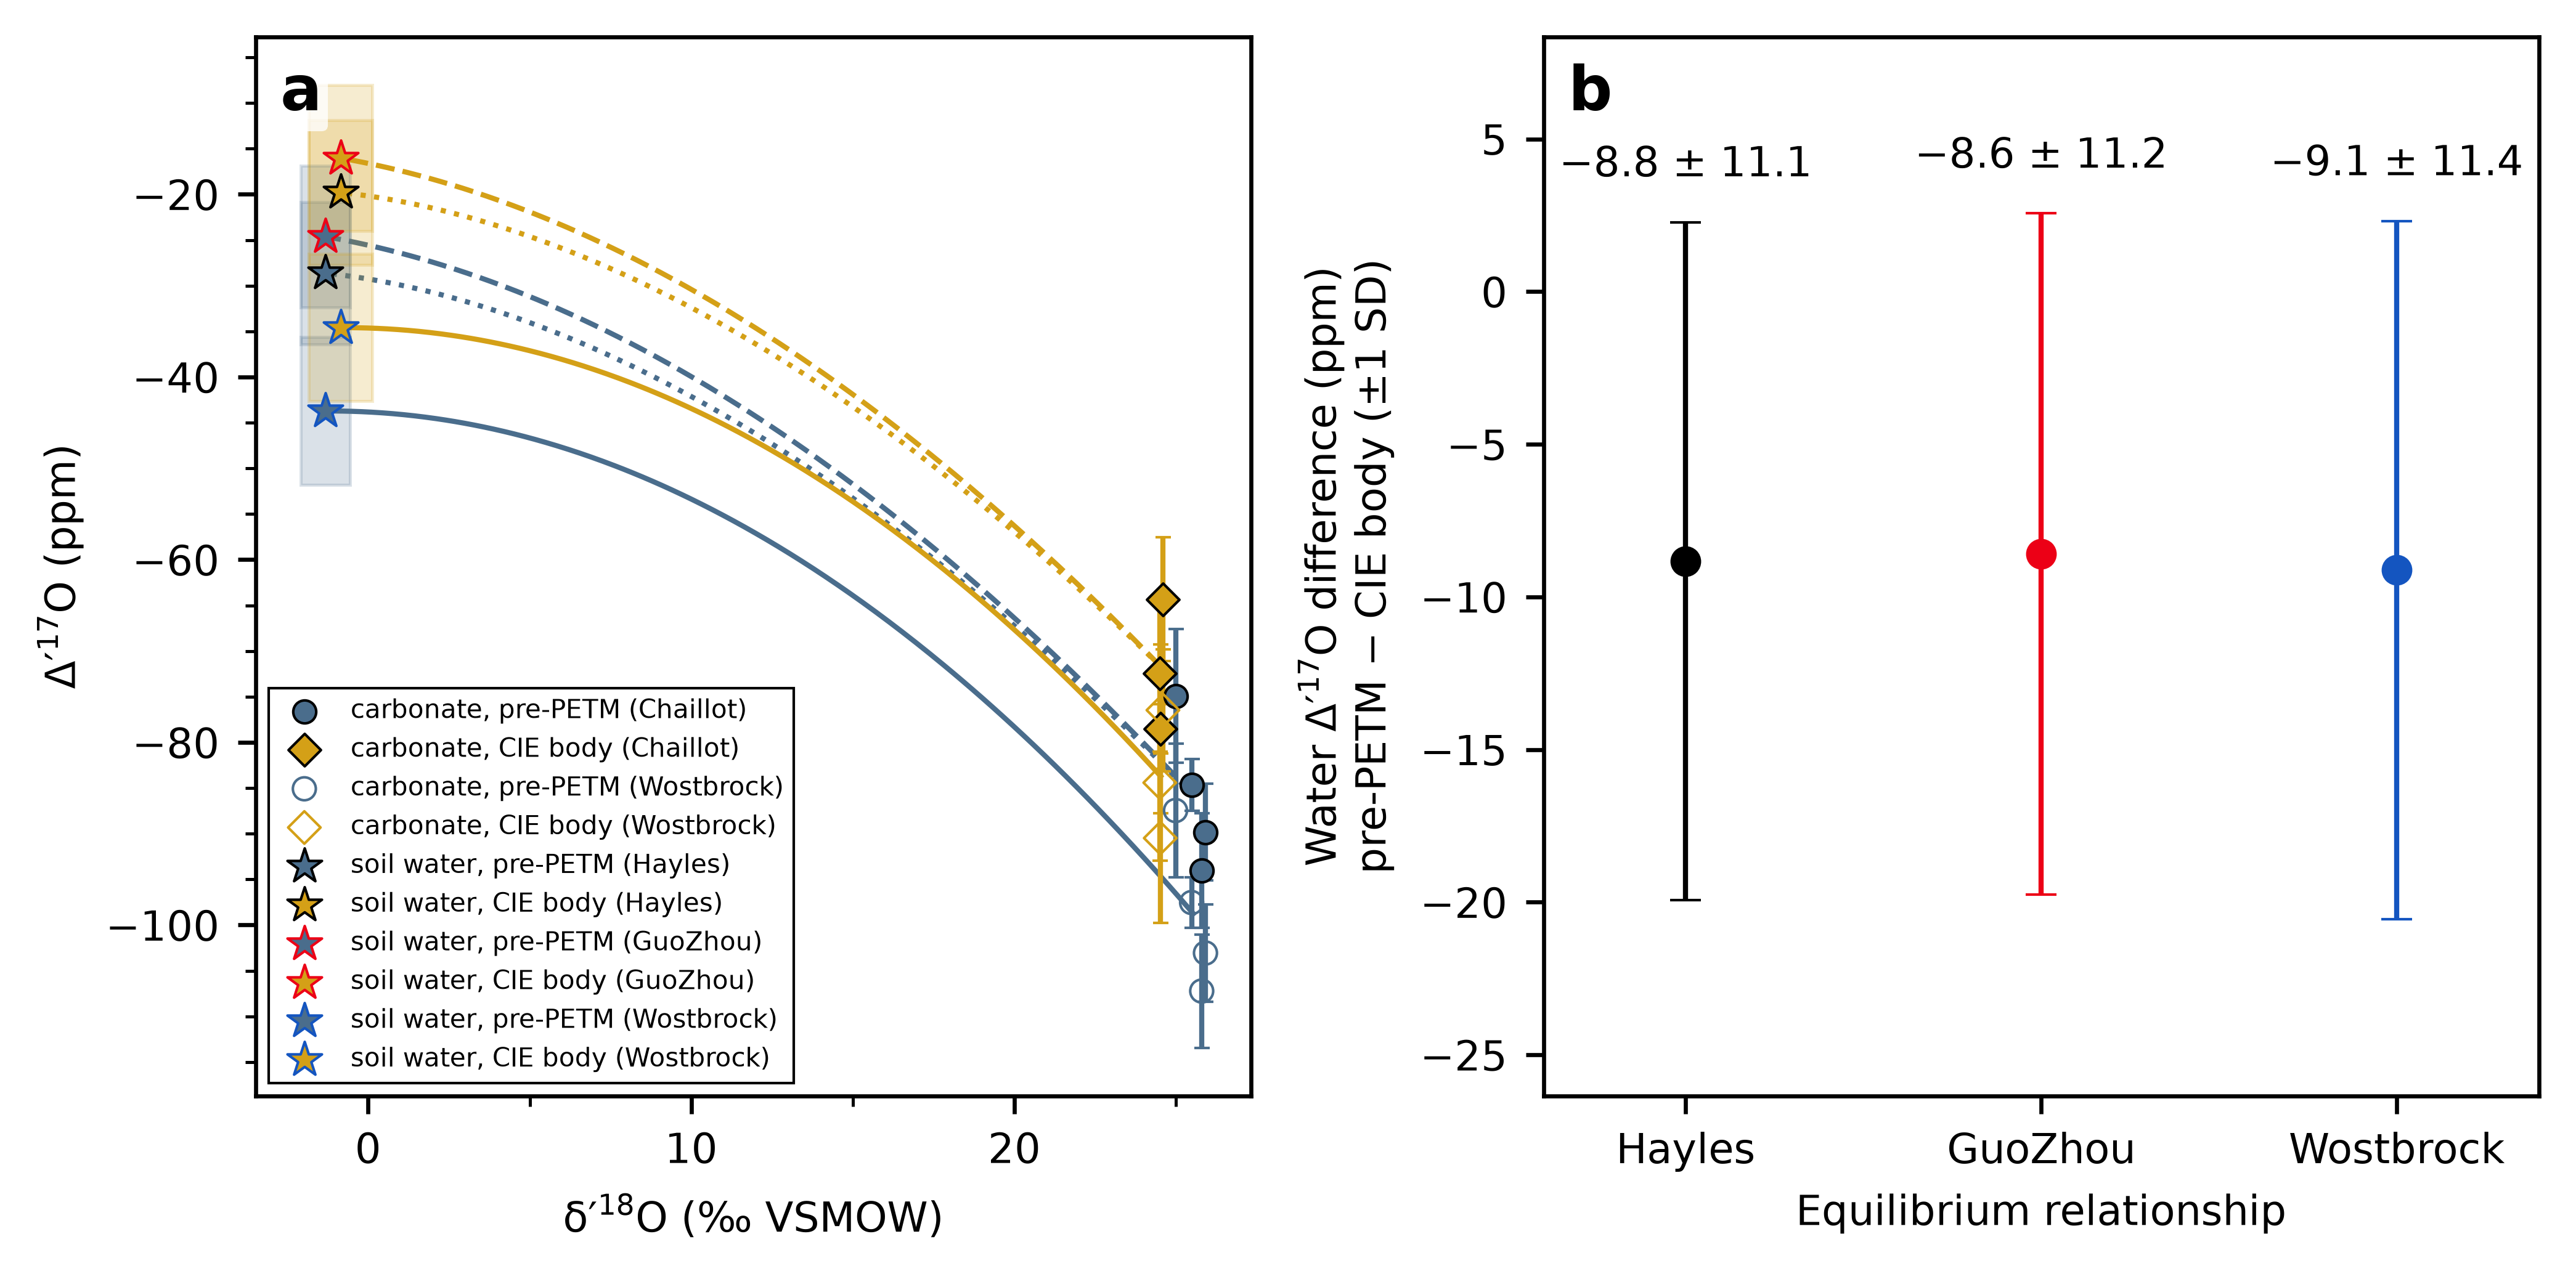 a
−20
−40
−60
−80
−100
Δ′¹⁷O (ppm)
carbonate, pre-PETM (Chaillot)
carbonate, CIE body (Chaillot)
carbonate, pre-PETM (Wostbrock)
carbonate, CIE body (Wostbrock)
soil water, pre-PETM (Hayles)
soil water, CIE body (Hayles)
soil water, pre-PETM (GuoZhou)
soil water, CIE body (GuoZhou)
soil water, pre-PETM (Wostbrock)
soil water, CIE body (Wostbrock)
0 10 20
δ′¹⁸O (‰ VSMOW)
b
−8.8 ± 11.1 −8.6 ± 11.2 −9.1 ± 11.4
5
0
−5
−10
−15
−20
−25
Water Δ′¹⁷O difference (ppm)
pre-PETM − CIE body (±1 SD)
Hayles GuoZhou Wostbrock
Equilibrium relationship